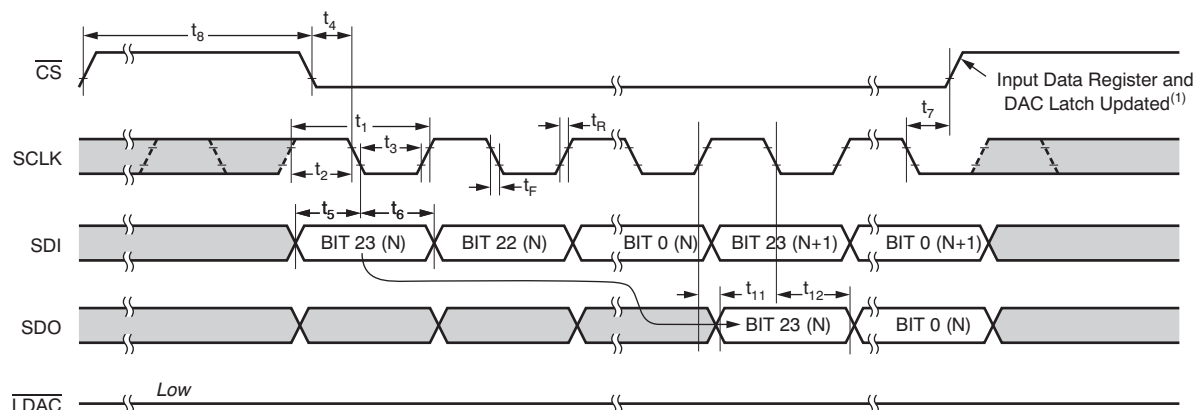 t8 t4
CS
Input Data Register and
DAC Latch Updated(1)
t1 tR t7
SCLK
t3
t2
tF
t5 t6
SDI BIT 23 (N) BIT 22 (N) BIT 0 (N) BIT 23 (N+1) BIT 0 (N+1)
t11 t12
SDO BIT 23 (N) BIT 0 (N)
Low
LDAC